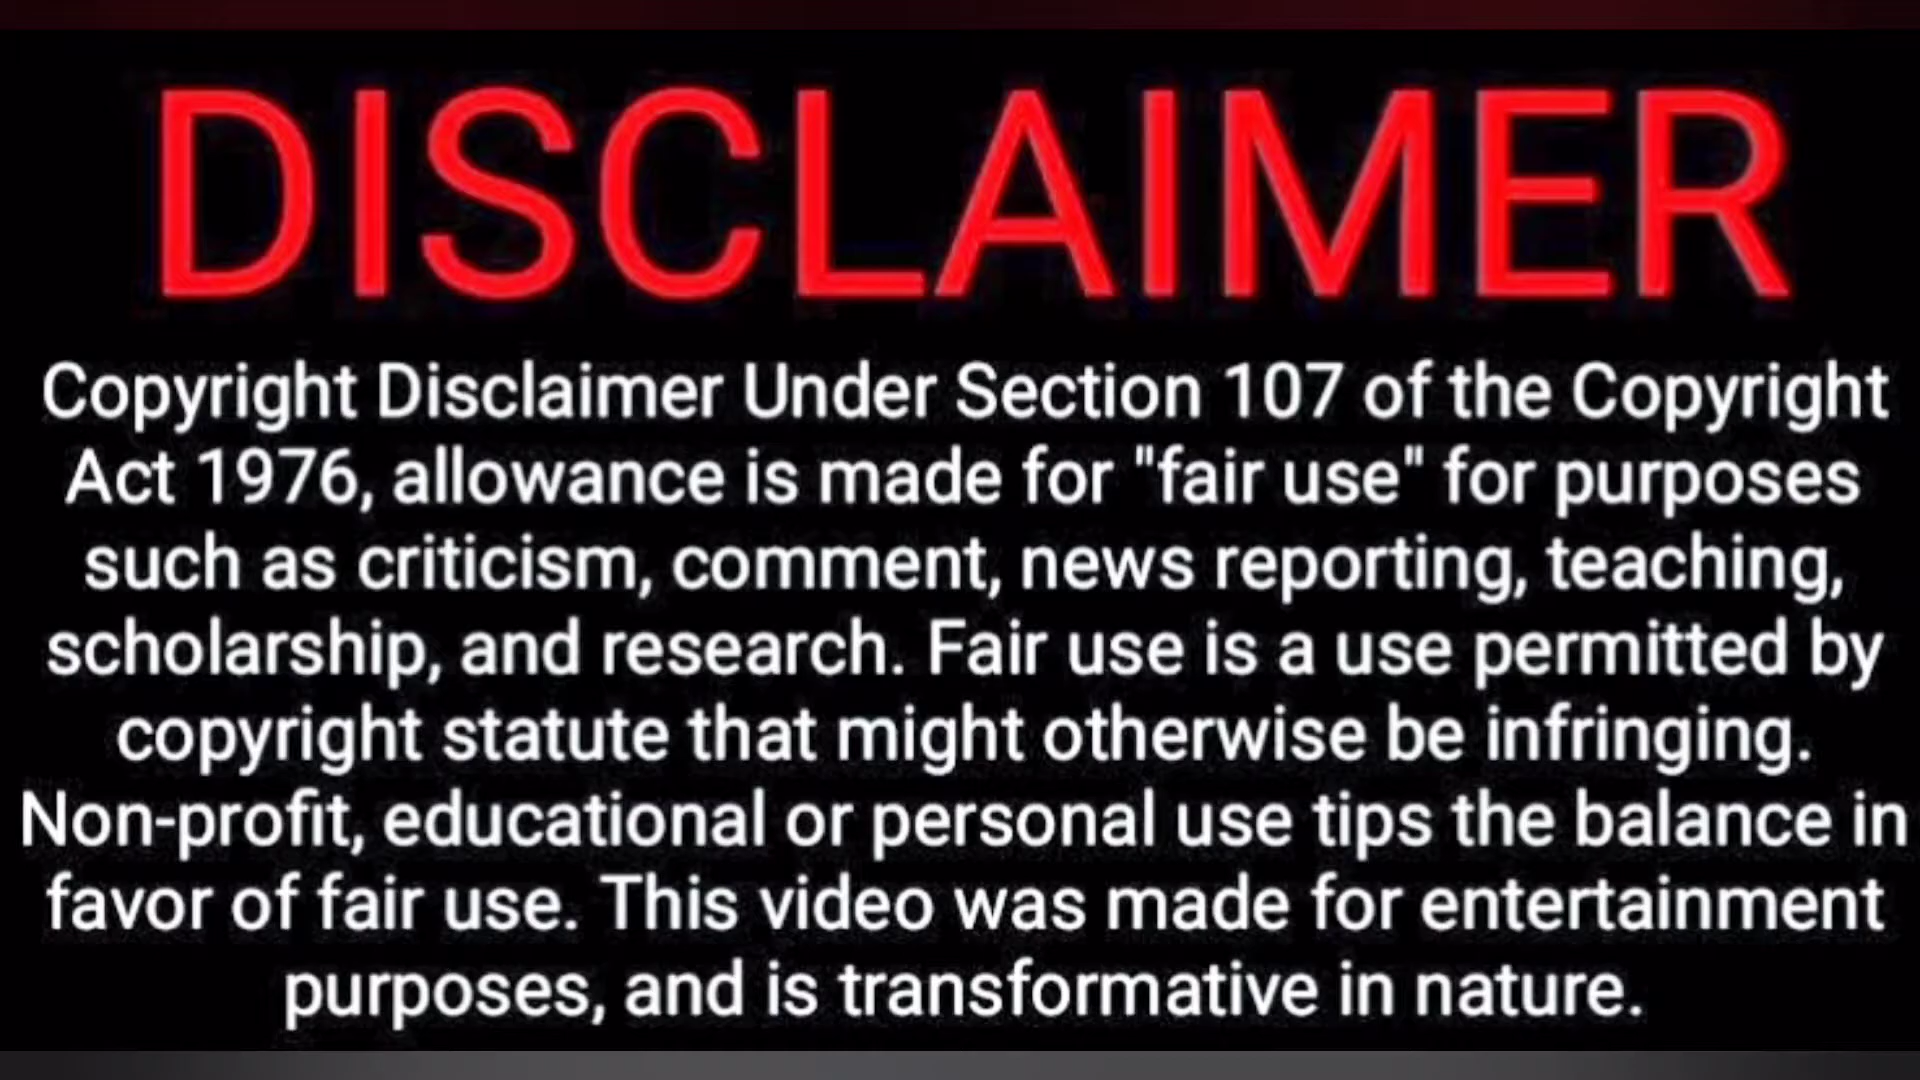 DISCLAIMER
Copyright Disclaimer Under Section 107 of the Copyright
Act 1976, allowance is made for "fair use" for purposes
such as criticism, comment, news reporting, teaching,
scholarship, and research. Fair use is a use permitted by
copyright statute that might otherwise be infringing.
Non-profit, educational or personal use tips the balance in
favor of fair use. This video was made for entertainment
purposes, and is transformative in nature.